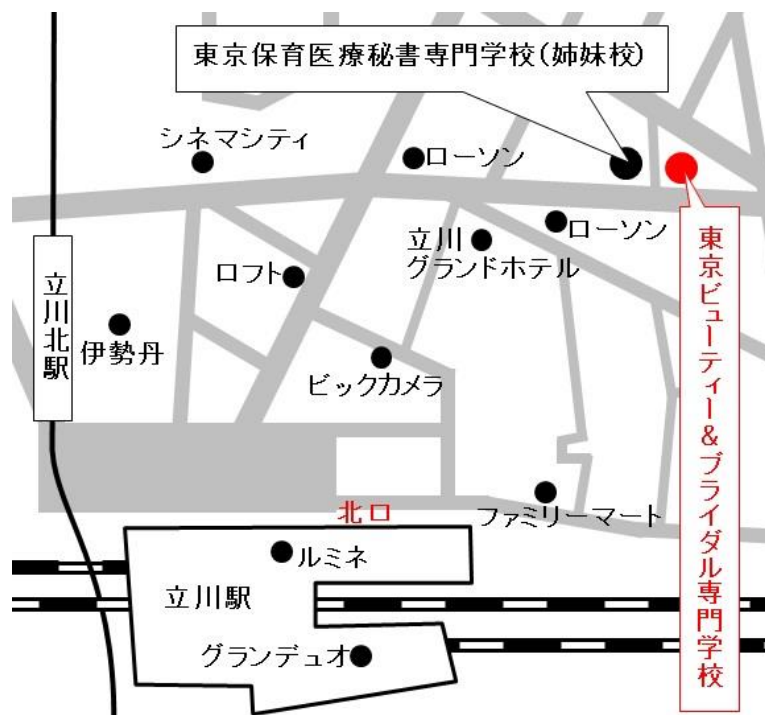 東京保育医療秘書専門学校(姉妹校)
シネマシティ
ローソン
立川
グランドホテル
ローソン
ロフト
立川北駅
伊勢丹
ビックカメラ
東京ビューティー&ブライダル専門学校
北口
ファミリーマート
ルミネ
立川駅
グランデュオ